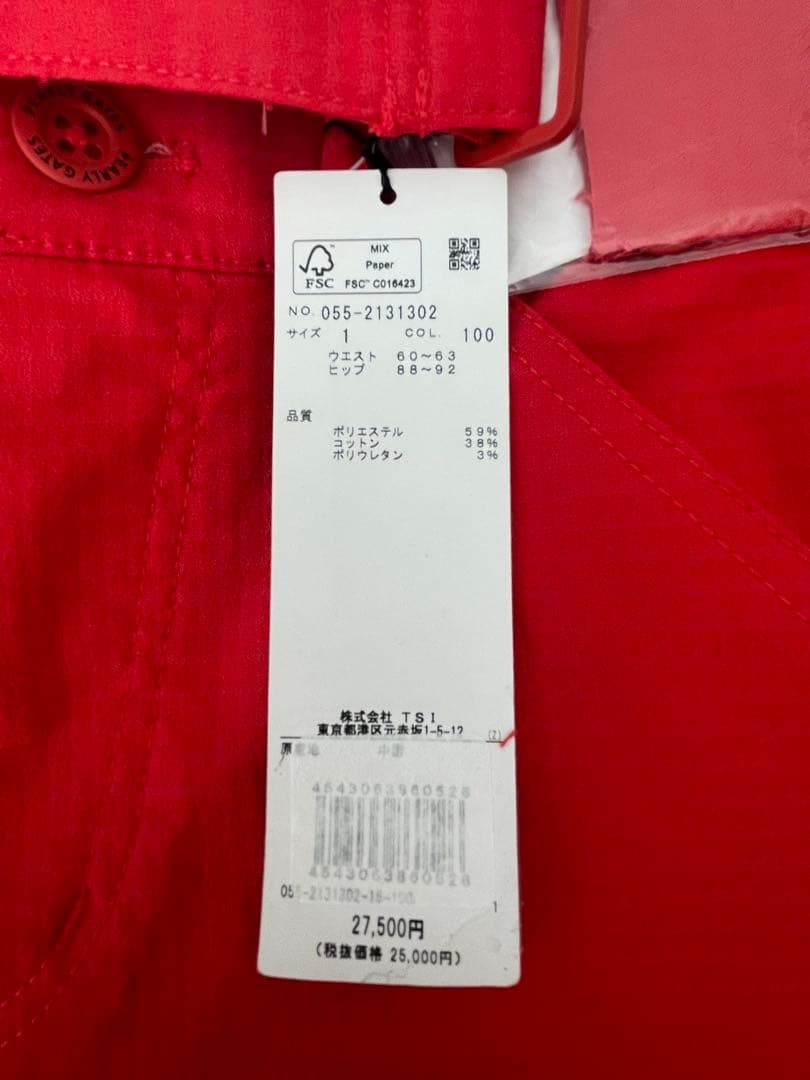 PEARLY GATES
MIX
Paper
FSC™ C016423
FSC
NO. 055-2131302
サイズ 1 COL. 100
ウエスト 60～63
ヒップ 88～92
品質
ポリエステル 59%
コットン 38%
ポリウレタン 3%
株式会社 TSI
東京都港区元赤坂1-5-12
(Z)
原産地 中国
055-2131302-16-100
1
27,500円
(税抜価格 25,000円)